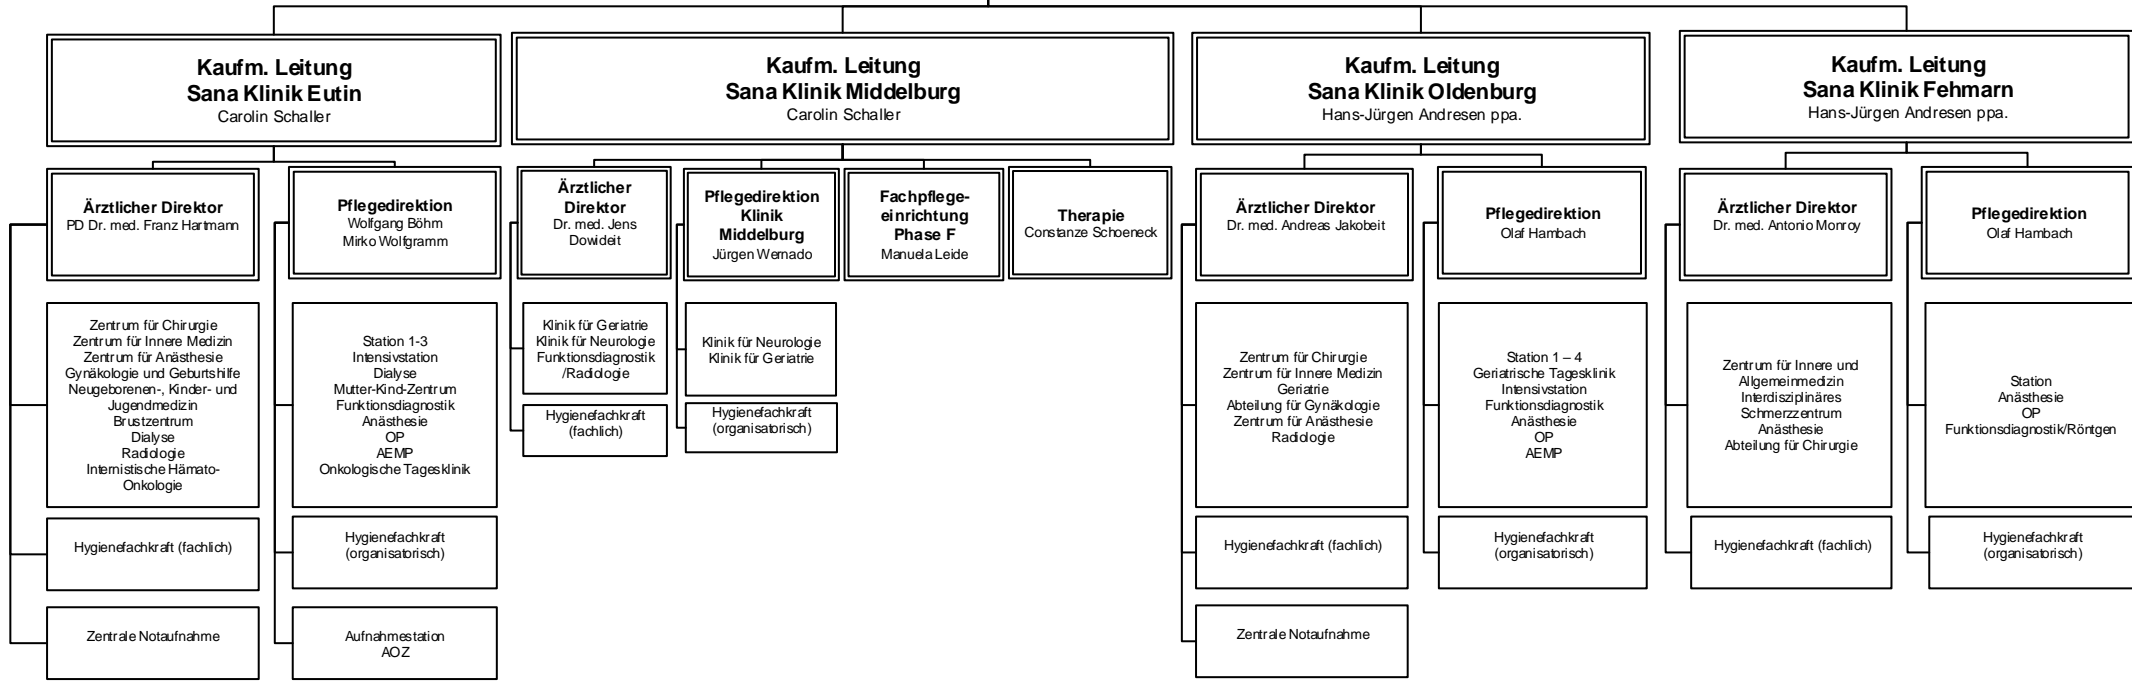 Kaufm. Leitung
Sana Klinik Eutin
Carolin Schaller
Kaufm. Leitung
Sana Klinik Middelburg
Carolin Schaller
Kaufm. Leitung
Sana Klinik Oldenburg
Hans-Jürgen Andresen ppa.
Kaufm. Leitung
Sana Klinik Fehmarn
Hans-Jürgen Andresen ppa.
Ärztlicher Direktor
PD Dr. med. Franz Hartmann
Pflegedirektion
Wolfgang Böhm
Mirko Wolfgramm
Ärztlicher
Direktor
Dr. med. Jens
Dowideit
Pflegedirektion
Klinik
Middelburg
Jürgen Wernado
Fachpflege-
einrichtung
Phase F
Manuela Leide
Therapie
Constanze Schoeneck
Ärztlicher Direktor
Dr. med. Andreas Jakobeit
Pflegedirektion
Olaf Hambach
Ärztlicher Direktor
Dr. med. Antonio Monroy
Pflegedirektion
Olaf Hambach
Zentrum für Chirurgie
Zentrum für Innere Medizin
Zentrum für Anästhesie
Gynäkologie und Geburtshilfe
Neugeborenen-, Kinder- und
Jugendmedizin
Brustzentrum
Dialyse
Radiologie
Internistische Hämato-
Onkologie
Station 1-3
Intensivstation
Dialyse
Mutter-Kind-Zentrum
Funktionsdiagnostik
Anästhesie
OP
AEMP
Onkologische Tagesklinik
Klinik für Geriatrie
Klinik für Neurologie
Funktionsdiagnostik
/Radiologie
Klinik für Neurologie
Klinik für Geriatrie
Zentrum für Chirurgie
Zentrum für Innere Medizin
Geriatrie
Abteilung für Gynäkologie
Zentrum für Anästhesie
Radiologie
Station 1 – 4
Geriatrische Tagesklinik
Intensivstation
Funktionsdiagnostik
Anästhesie
OP
AEMP
Zentrum für Innere und
Allgemeinmedizin
Interdisziplinäres
Schmerzzentrum
Anästhesie
Abteilung für Chirurgie
Station
Anästhesie
OP
Funktionsdiagnostik/Röntgen
Hygienefachkraft
(fachlich)
Hygienefachkraft
(organisatorisch)
Hygienefachkraft (fachlich)
Hygienefachkraft
(organisatorisch)
Hygienefachkraft (fachlich)
Hygienefachkraft
(organisatorisch)
Hygienefachkraft (fachlich)
Hygienefachkraft
(organisatorisch)
Zentrale Notaufnahme
Aufnahmestation
AOZ
Zentrale Notaufnahme